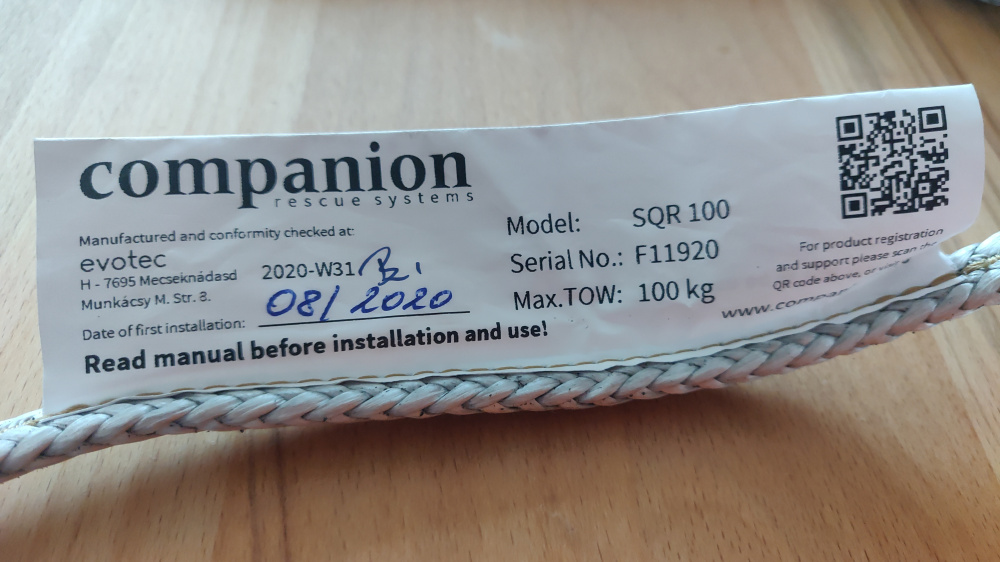 companion
rescue systems
Manufactured and conformity checked at:
evotec
H - 7695 Mecseknádasd
Munkácsy M. Str. 3.
2020-W31
Date of first installation: 08/2020
Read manual before installation and use!
Model: SQR 100
Serial No.: F11920
Max.TOW: 100 kg
For product registration
and support please scan the
QR code above, or
www.compan